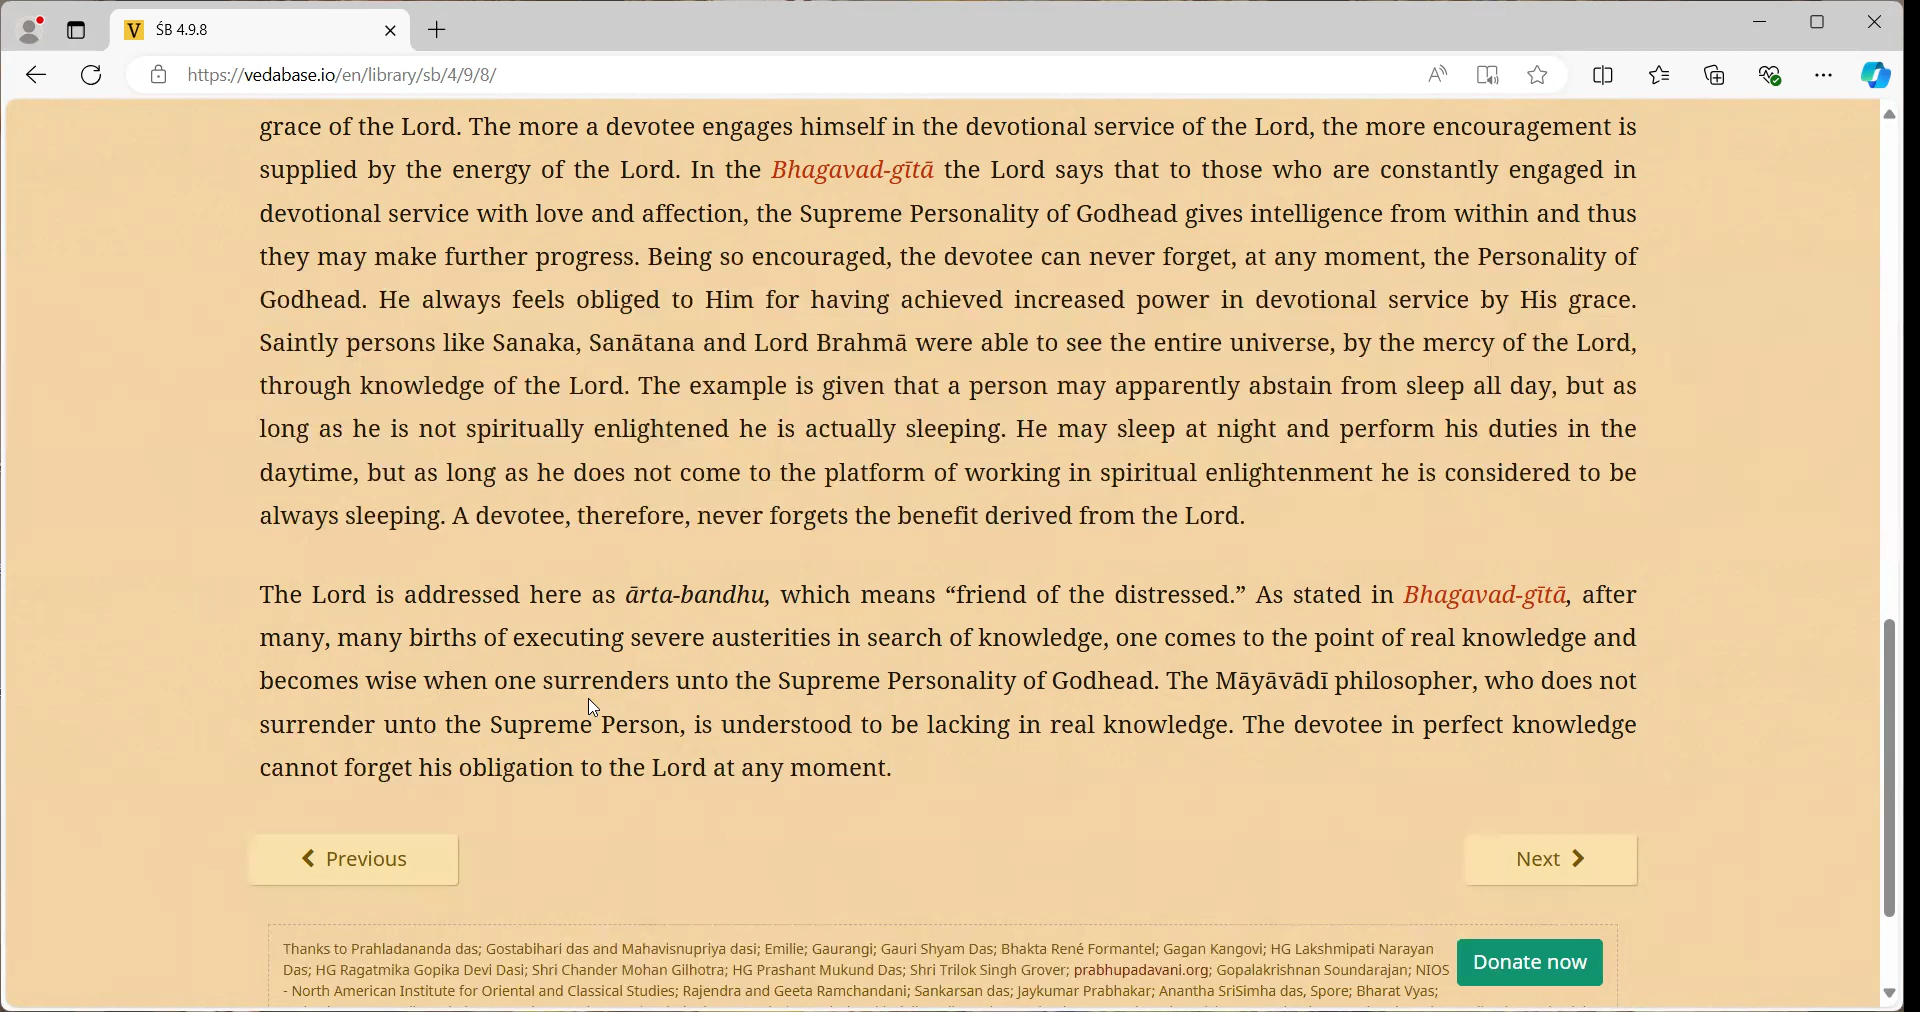 ŚB 4.9.8
https://vedabase.io/en/library/sb/4/9/8/
grace of the Lord. The more a devotee engages himself in the devotional service of the Lord, the more encouragement is
supplied by the energy of the Lord. In the Bhagavad-gītā the Lord says that to those who are constantly engaged in
devotional service with love and affection, the Supreme Personality of Godhead gives intelligence from within and thus
they may make further progress. Being so encouraged, the devotee can never forget, at any moment, the Personality of
Godhead. He always feels obliged to Him for having achieved increased power in devotional service by His grace.
Saintly persons like Sanaka, Sanātana and Lord Brahmā were able to see the entire universe, by the mercy of the Lord,
through knowledge of the Lord. The example is given that a person may apparently abstain from sleep all day, but as
long as he is not spiritually enlightened he is actually sleeping. He may sleep at night and perform his duties in the
daytime, but as long as he does not come to the platform of working in spiritual enlightenment he is considered to be
always sleeping. A devotee, therefore, never forgets the benefit derived from the Lord.
The Lord is addressed here as ārta-bandhu, which means “friend of the distressed.” As stated in Bhagavad-gītā, after
many, many births of executing severe austerities in search of knowledge, one comes to the point of real knowledge and
becomes wise when one surrenders unto the Supreme Personality of Godhead. The Māyāvādī philosopher, who does not
surrender unto the Supreme Person, is understood to be lacking in real knowledge. The devotee in perfect knowledge
cannot forget his obligation to the Lord at any moment.
Previous
Next
Thanks to Prahladananda das; Gostabihari das and Mahavisnupriya dasi; Emilie; Gaurangi; Gauri Shyam Das; Bhakta René Formantel; Gagan Kangovi; HG Lakshmipati Narayan
Das; HG Ragatmika Gopika Devi Dasi; Shri Chander Mohan Gilhotra; HG Prashant Mukund Das; Shri Trilok Singh Grover; prabhupadavani.org; Gopalakrishnan Soundarajan; NIOS
- North American Institute for Oriental and Classical Studies; Rajendra and Geeta Ramchandani; Sankarsan das; Jaykumar Prabhakar; Anantha SriSimha das, Spore; Bharat Vyas;
Donate now